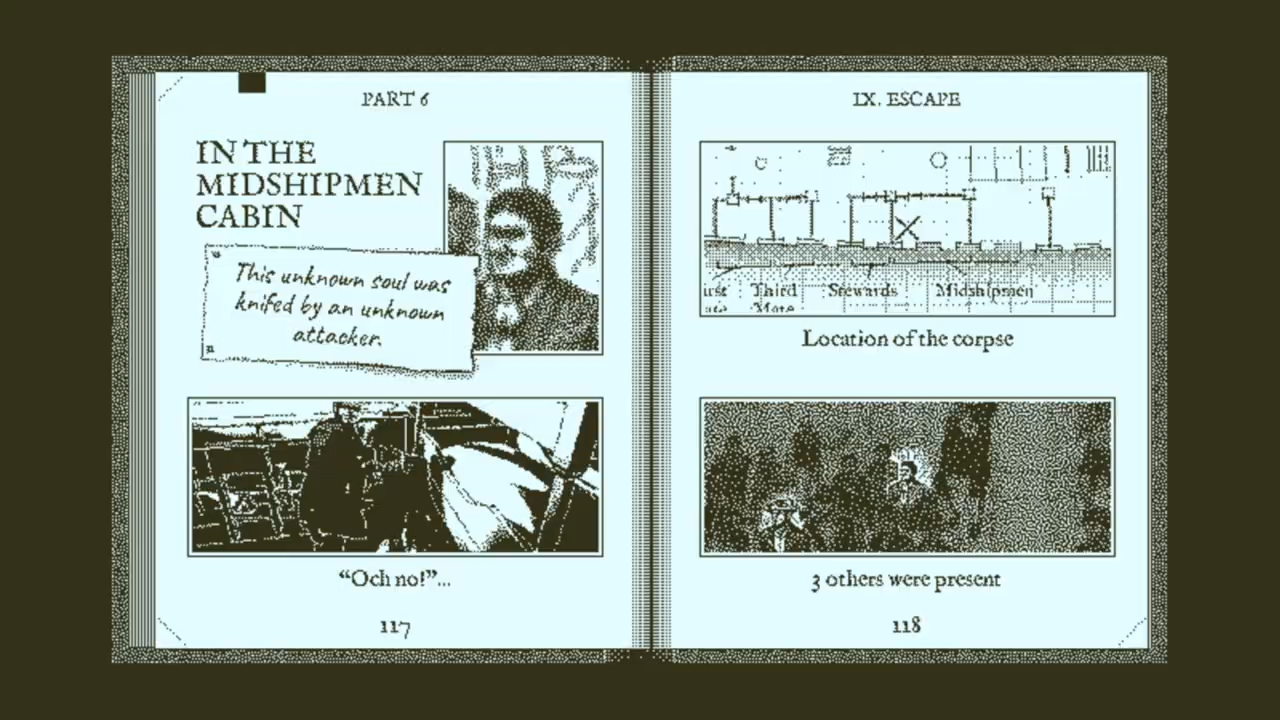 PART 6
IN THE
MIDSHIPMEN
CABIN
This unknown soul was
knifed by an unknown
attacker.
“Och no!”...
117
IX. ESCAPE
Third Stewards Midshipmen
Mate
Location of the corpse
3 others were present
118